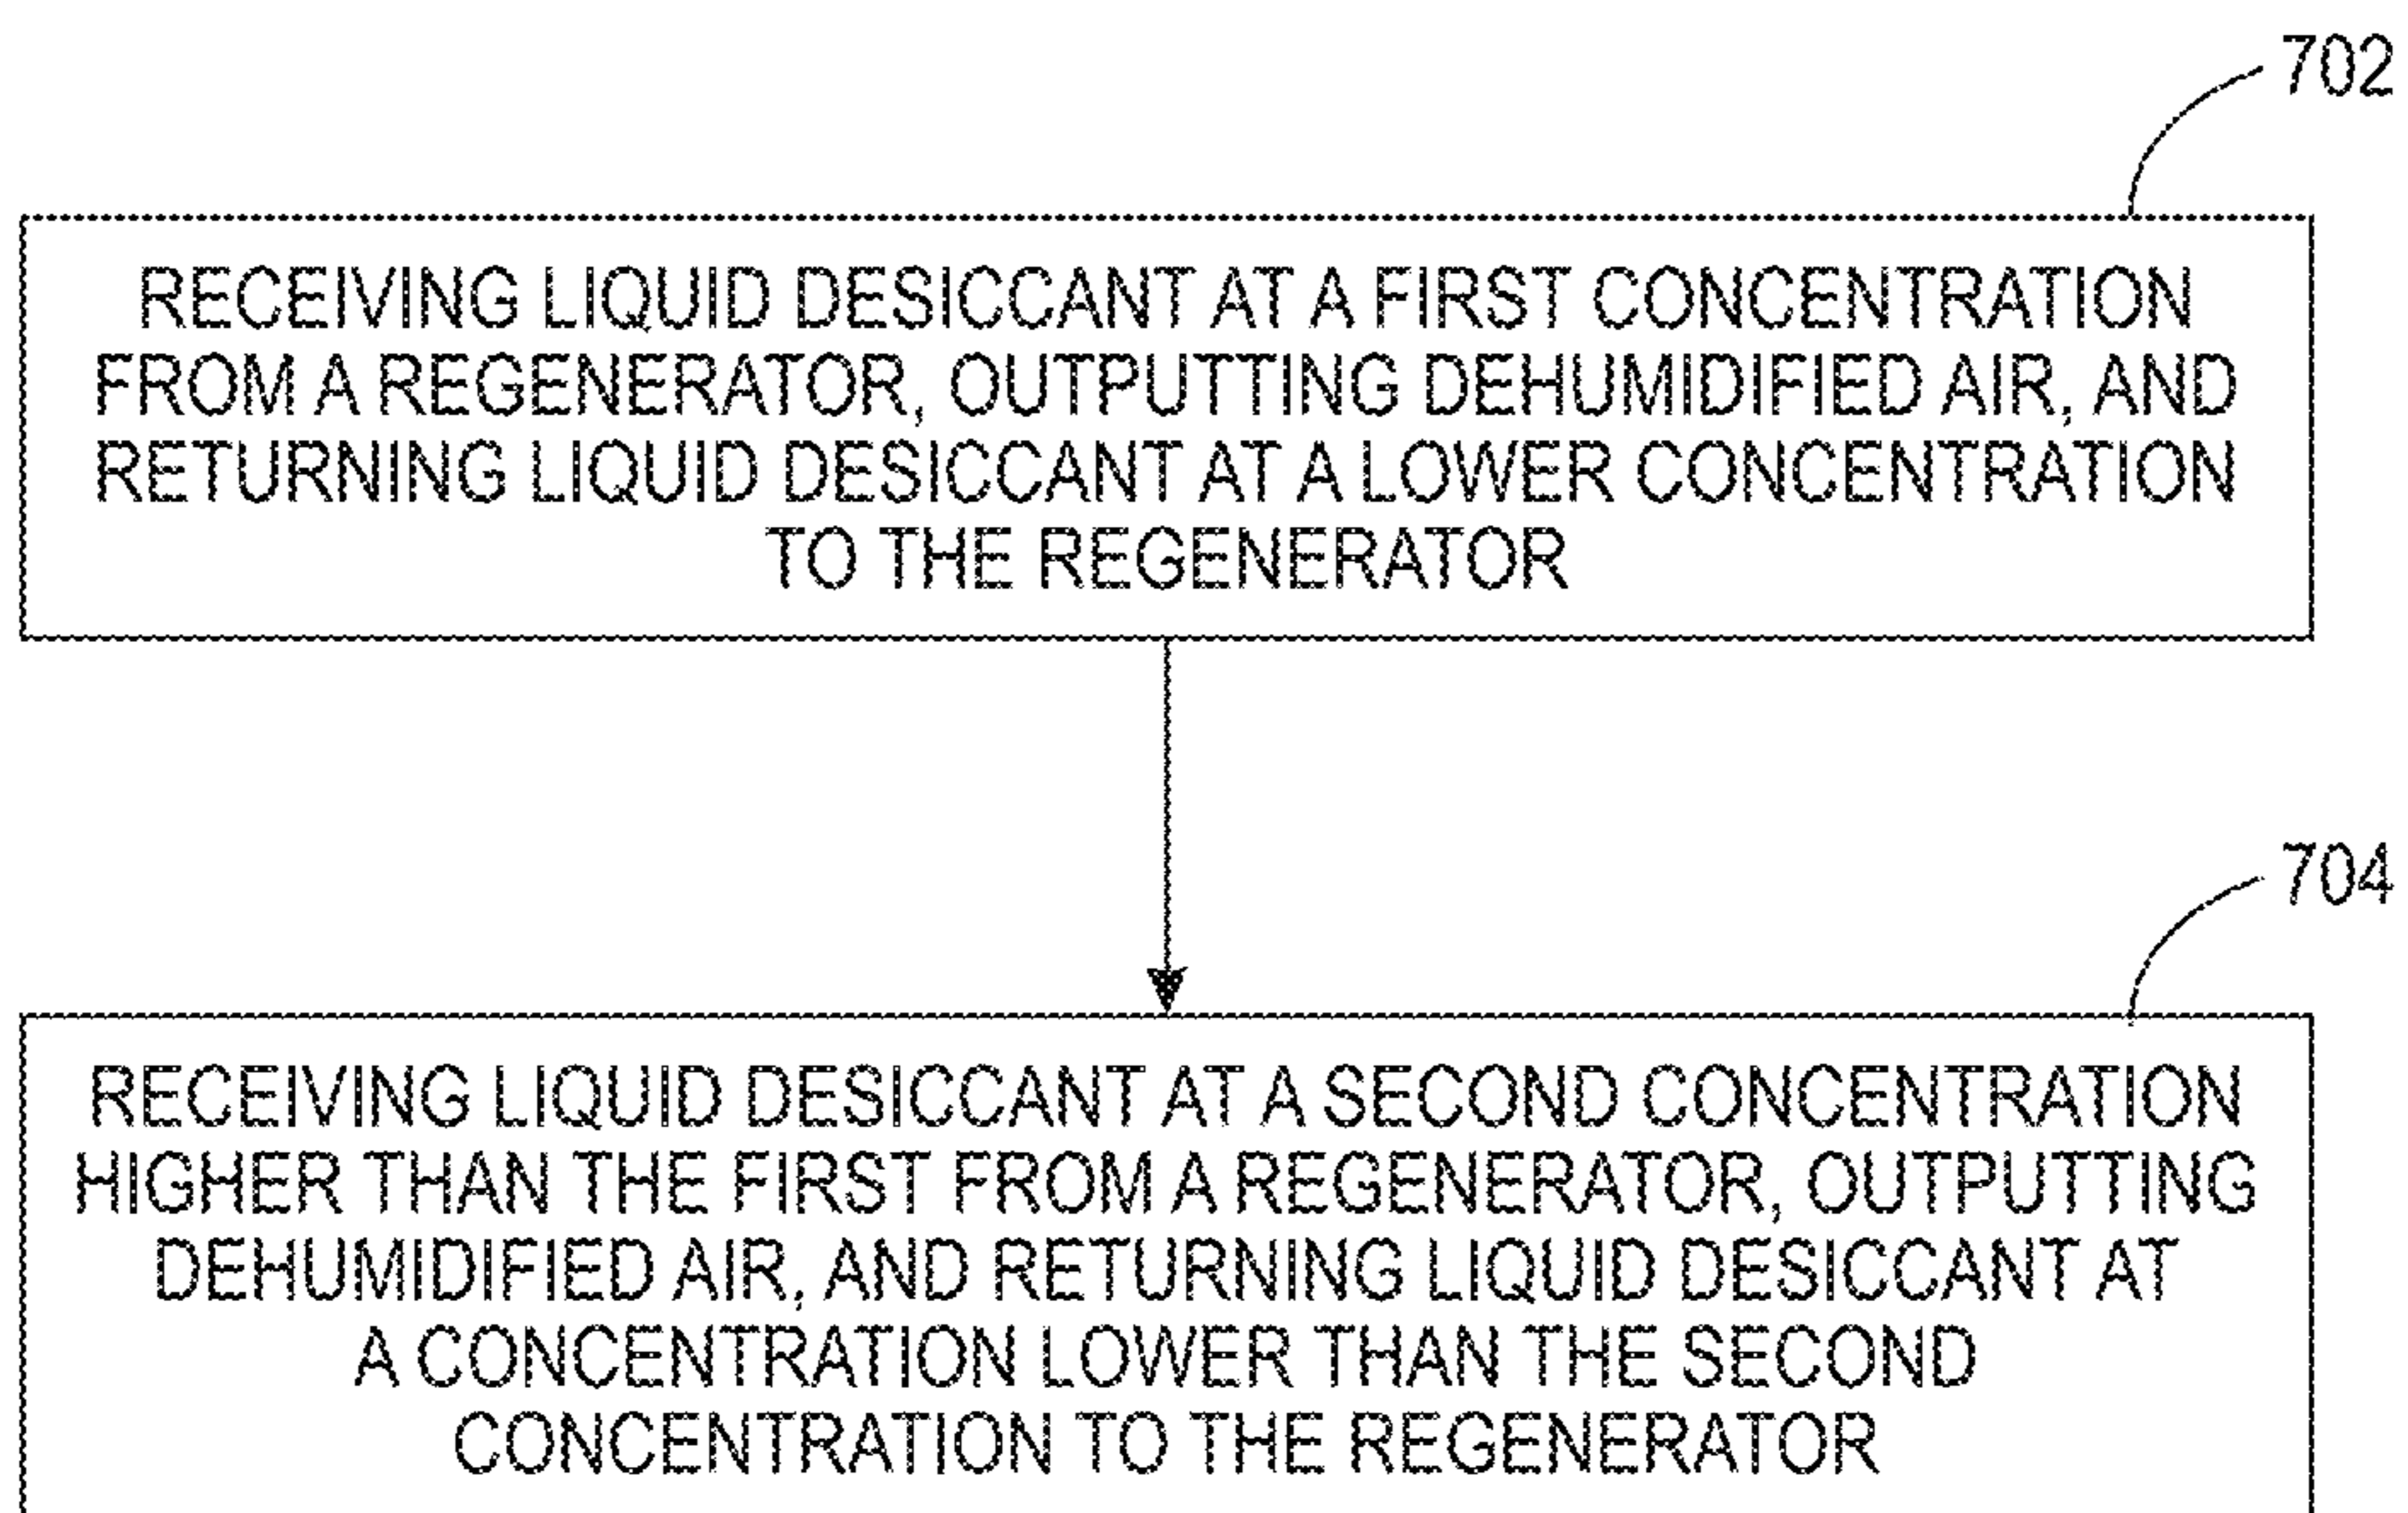 702
RECEIVING LIQUID DESICCANT AT A FIRST CONCENTRATION
FROM A REGENERATOR, OUTPUTTING DEHUMIDIFIED AIR, AND
RETURNING LIQUID DESICCANT AT A LOWER CONCENTRATION
TO THE REGENERATOR
704
RECEIVING LIQUID DESICCANT AT A SECOND CONCENTRATION
HIGHER THAN THE FIRST FROM A REGENERATOR, OUTPUTTING
DEHUMIDIFIED AIR, AND RETURNING LIQUID DESICCANT AT
A CONCENTRATION LOWER THAN THE SECOND
CONCENTRATION TO THE REGENERATOR